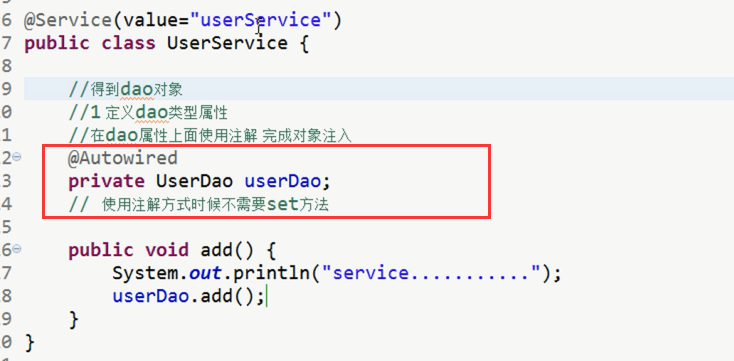 6 @Service(value="userService")
7 public class UserService {
8
9 //得到dao对象
0 //1 定义dao类型属性
1 //在dao属性上面使用注解 完成对象注入
2 @Autowired
3 private UserDao userDao;
4 // 使用注解方式时候不需要set方法
5
6 public void add() {
7 System.out.println("service...........");
8 userDao.add();
9 }
0 }